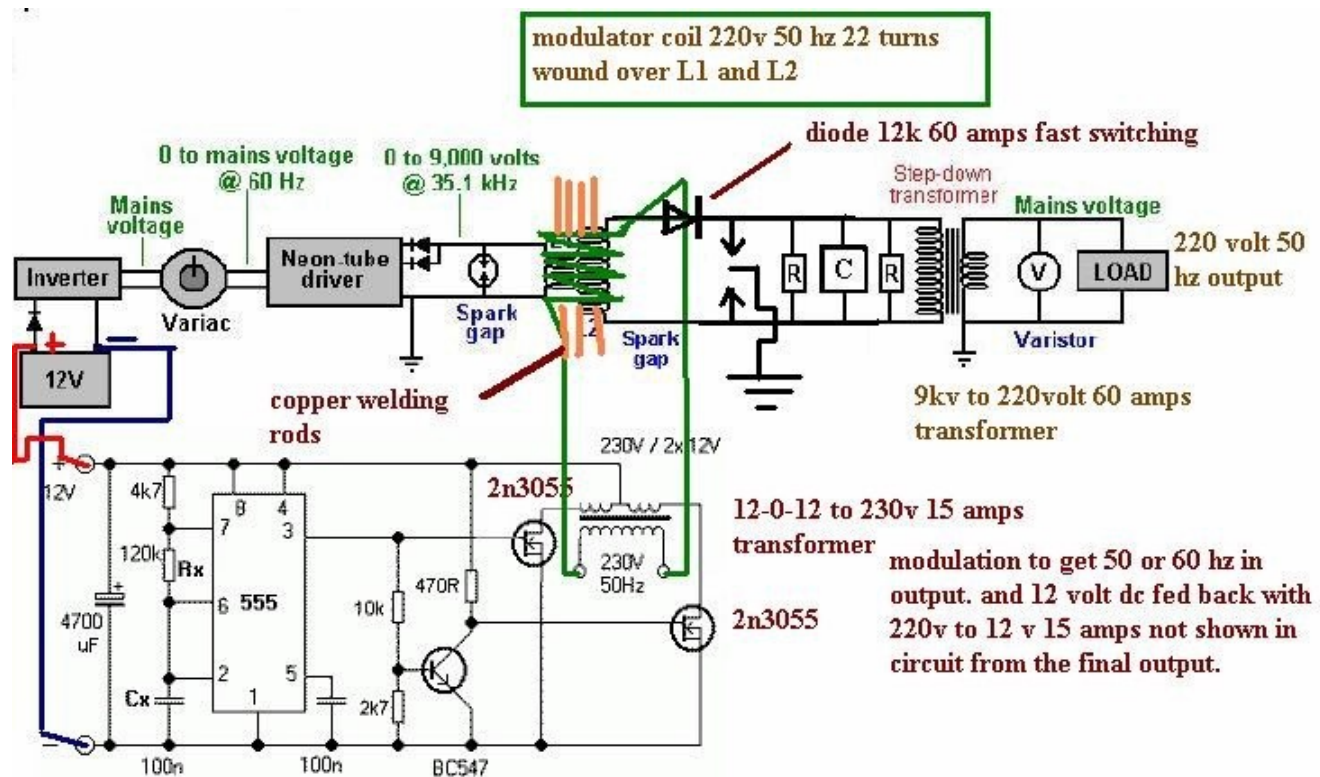 modulator coil 220v 50 hz 22 turns
wound over L1 and L2
diode 12k 60 amps fast switching
0 to mains voltage
@ 60 Hz
0 to 9,000 volts
@ 35.1 kHz
Step-down
transformer
Mains
voltage
Mains voltage
Inverter
Neon-tube
driver
R
C
R
V
LOAD
220 volt 50
hz output
Variac
Spark
gap
L2
Spark
gap
Varistor
+
–
12V
copper welding
rods
9kv to 220volt 60 amps
transformer
230V / 2x12V
+
12V
4k7
8
4
2n3055
12-0-12 to 230v 15 amps
transformer
7
3
120k
Rx
230V
50Hz
modulation to get 50 or 60 hz in
output. and 12 volt dc fed back with
220v to 12 v 15 amps not shown in
circuit from the final output.
470R
6
555
10k
2n3055
4700
uF
2
5
Cx
1
2k7
–
100n
100n
BC547